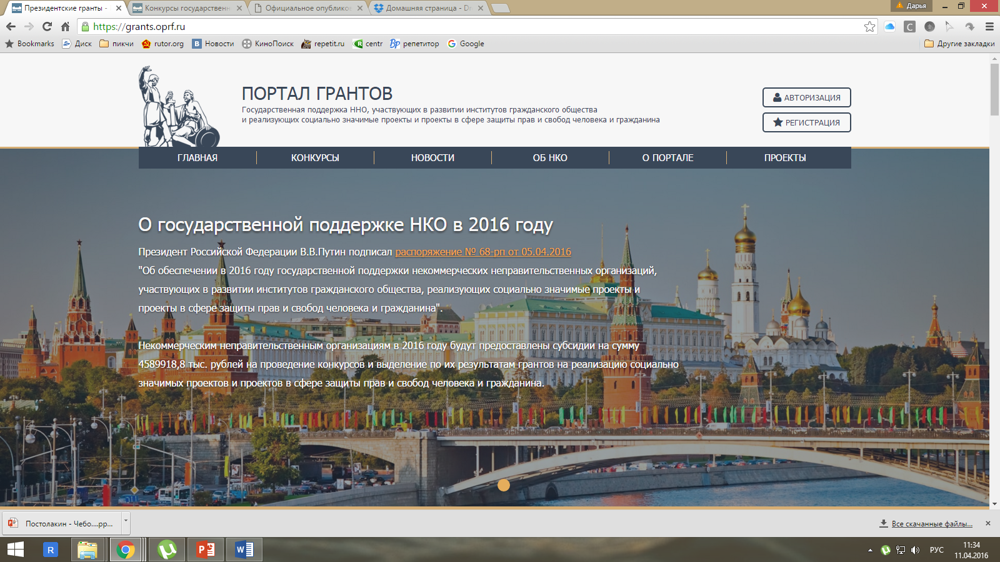 Президентские гранты -
Конкурсы государственн
Официальное опубликов
Домашняя страница - Dr
Дарья
https://grants.oprf.ru
Bookmarks
Диск
пикчи
rutor.org
Новости
КиноПоиск
repetit.ru
centr
репетитор
Google
Другие закладки
ПОРТАЛ ГРАНТОВ
Государственная поддержка ННО, участвующих в развитии институтов гражданского общества
и реализующих социально значимые проекты и проекты в сфере защиты прав и свобод человека и гражданина
АВТОРИЗАЦИЯ
РЕГИСТРАЦИЯ
ГЛАВНАЯ
КОНКУРСЫ
НОВОСТИ
ОБ НКО
О ПОРТАЛЕ
ПРОЕКТЫ
О государственной поддержке НКО в 2016 году
Президент Российской Федерации В.В.Путин подписал распоряжение № 68-рп от 05.04.2016
"Об обеспечении в 2016 году государственной поддержки некоммерческих неправительственных организаций,
участвующих в развитии институтов гражданского общества, реализующих социально значимые проекты и
проекты в сфере защиты прав и свобод человека и гражданина".
Некоммерческим неправительственным организациям в 2016 году будут предоставлены субсидии на сумму
4589918,8 тыс. рублей на проведение конкурсов и выделение по их результатам грантов на реализацию социально
значимых проектов и проектов в сфере защиты прав и свобод человека и гражданина.
Постолакин - Чебо....pp...
Все скачанные файлы...
РУС
11:34
11.04.2016